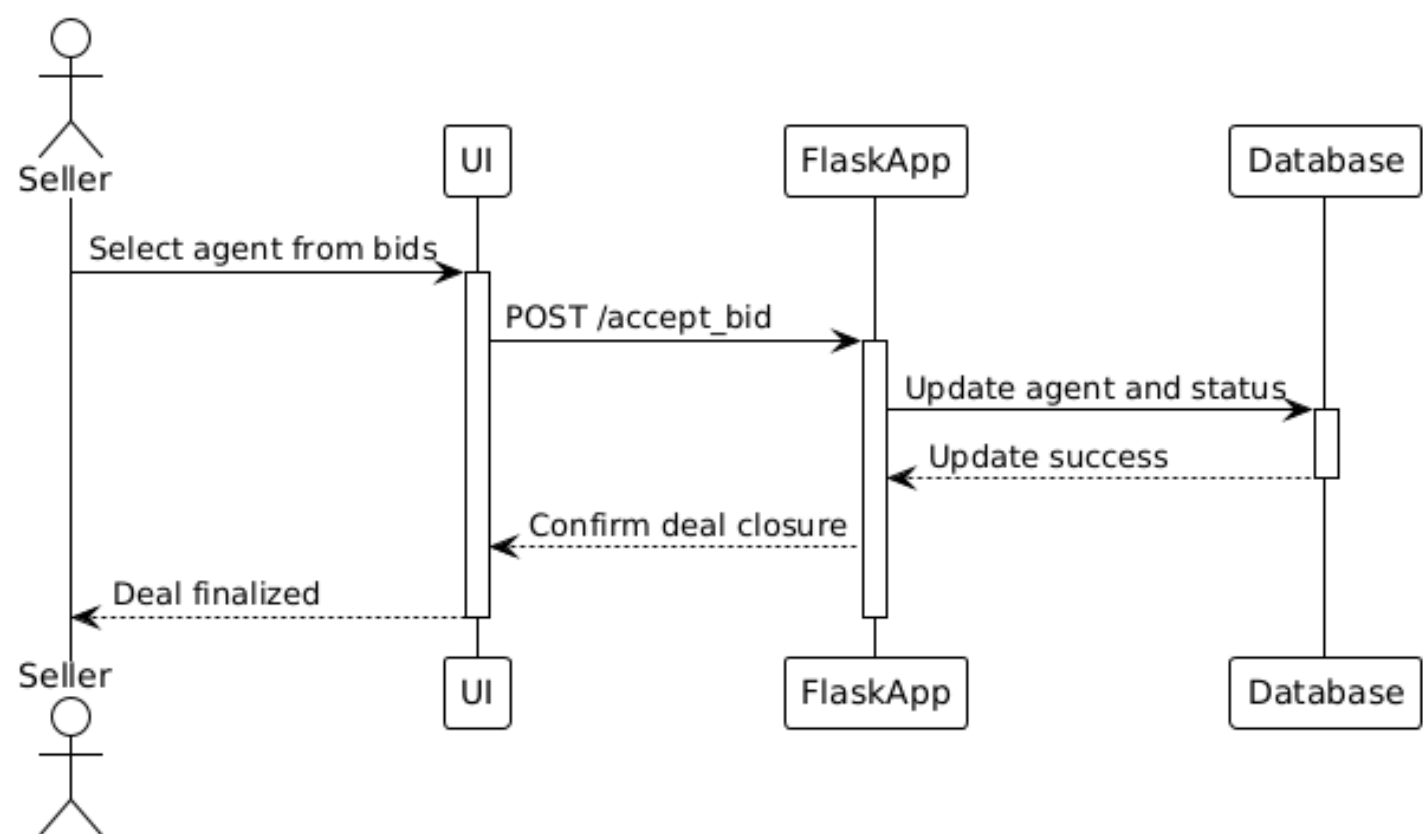 Seller
UI
FlaskApp
Database
Select agent from bids
POST /accept_bid
Update agent and status
Update success
Confirm deal closure
Deal finalized
Seller
UI
FlaskApp
Database